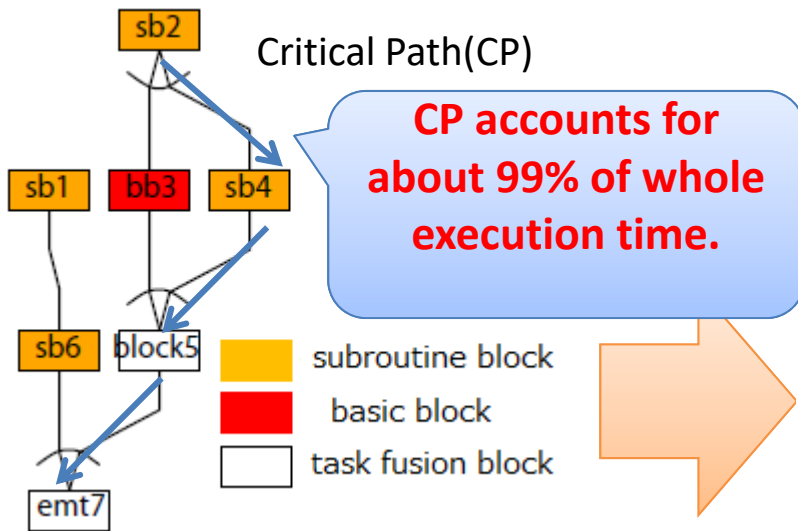 sb2
Critical Path(CP)
CP accounts for
about 99% of whole
execution time.
sb1
bb3
sb4
sb6
block5
subroutine block
basic block
task fusion block
emt7